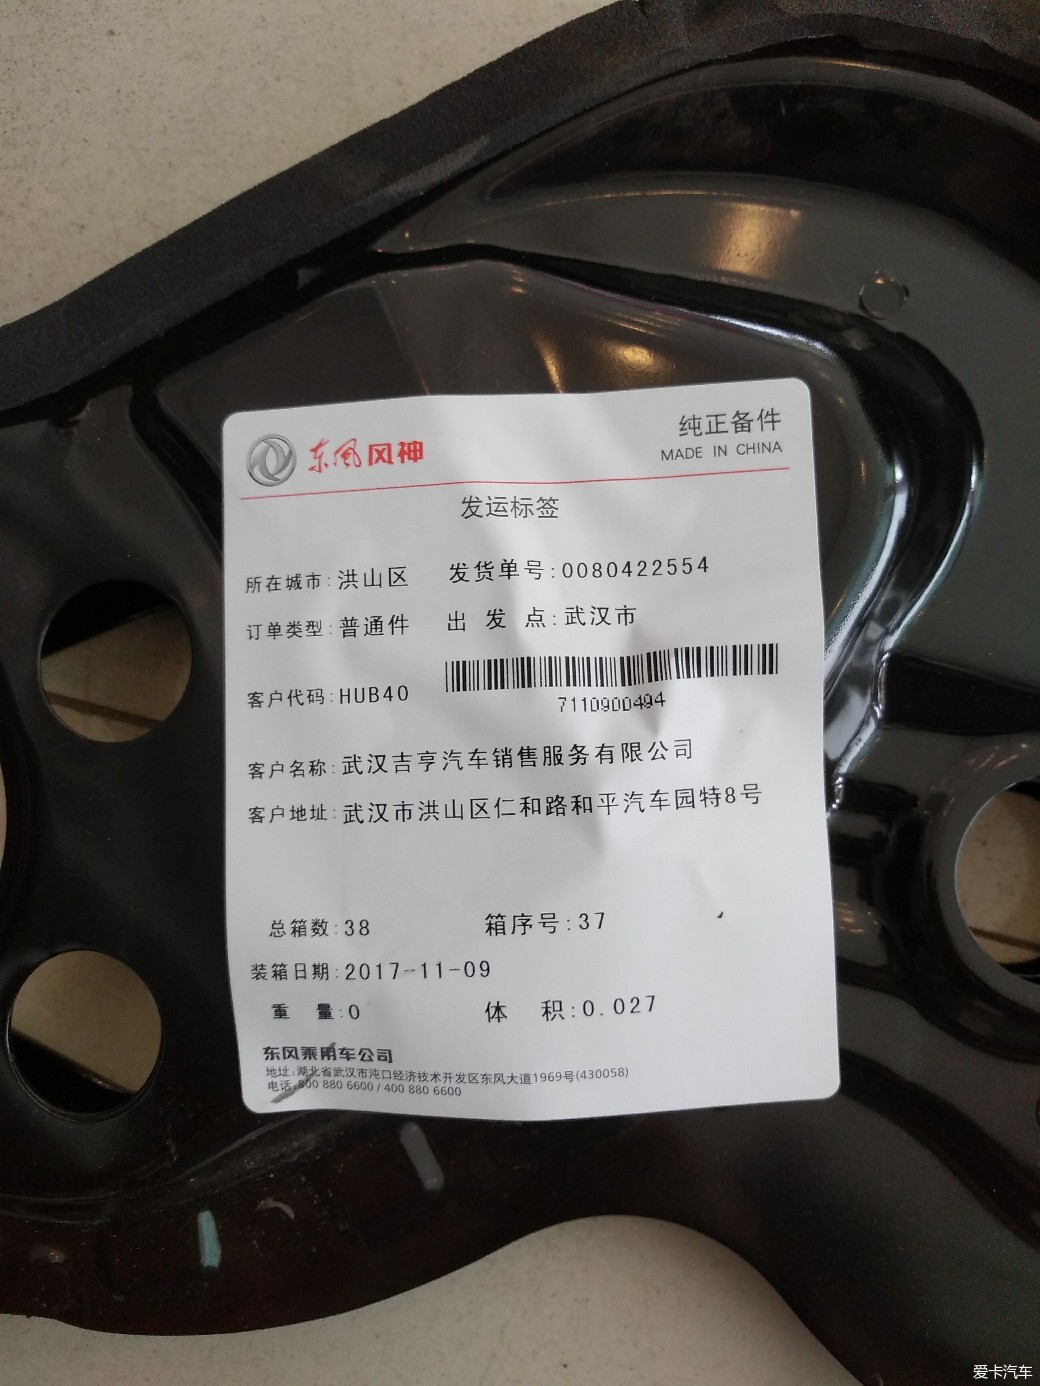 东风风神
纯正备件
MADE IN CHINA
发运标签
所在城市:洪山区 发货单号:0080422554
订单类型:普通件 出 发 点:武汉市
客户代码:HUB40
7110900494
客户名称:武汉吉亨汽车销售服务有限公司
客户地址:武汉市洪山区仁和路和平汽车园特8号
总箱数:38 箱序号:37
装箱日期:2017-11-09
重 量:0 体 积:0.027
东风乘用车公司
地址:湖北省武汉市沌口经济技术开发区东风大道1969号(430058)
电话:800 880 6600 / 400 880 6600
爱卡汽车